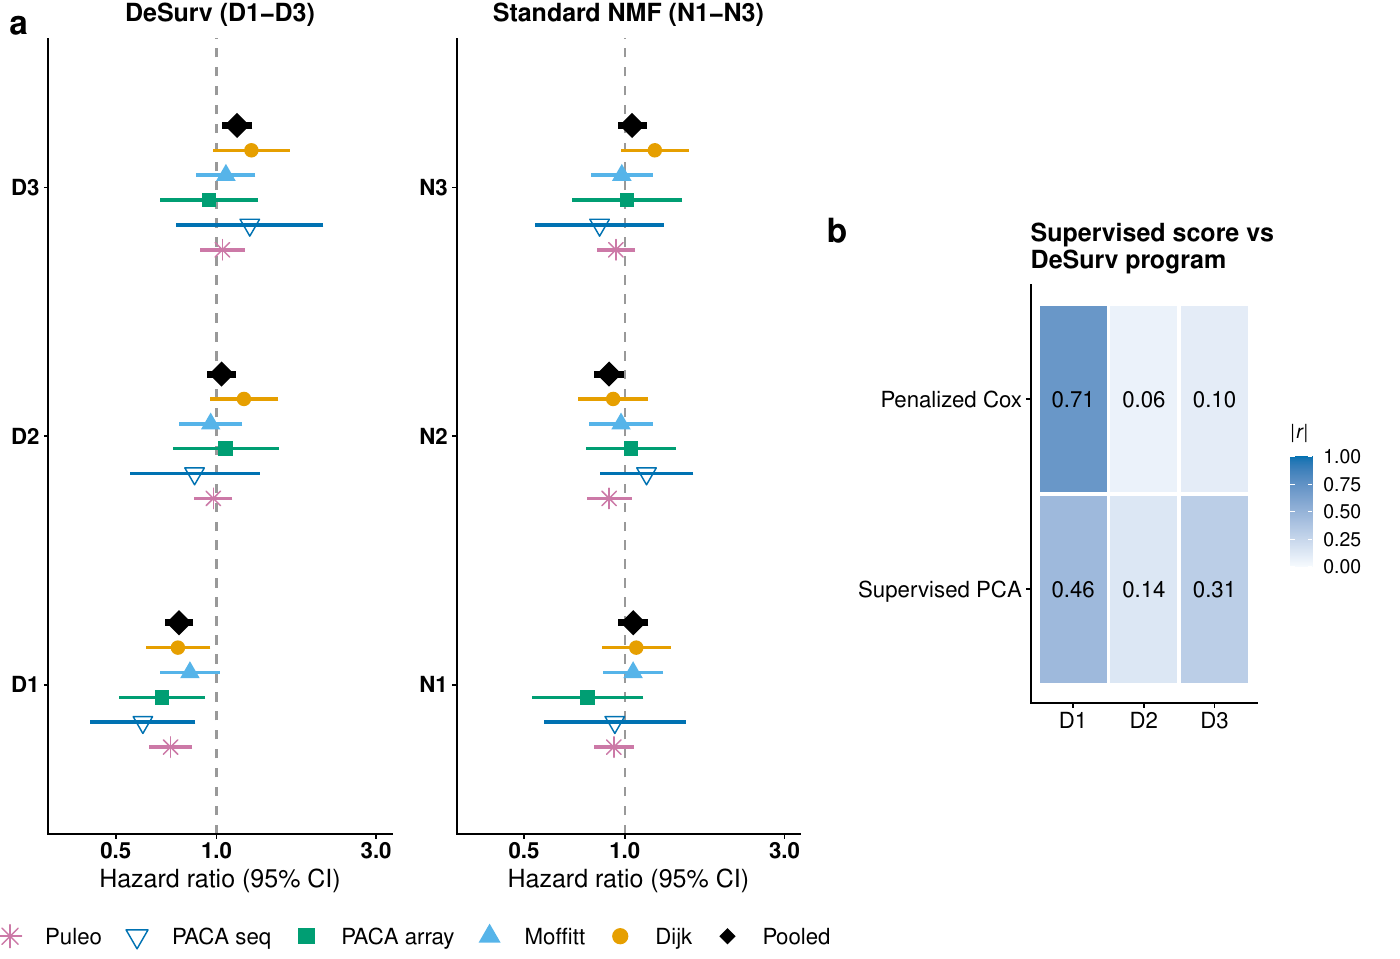 a
DeSurv (D1−D3)
Standard NMF (N1−N3)
D3
D2
D1
N3
N2
N1
0.5 1.0 3.0
0.5 1.0 3.0
Hazard ratio (95% CI)
Hazard ratio (95% CI)
Puleo PACA seq PACA array Moffitt Dijk Pooled
b
Supervised score vs
DeSurv program
Penalized Cox 0.71 0.06 0.10
Supervised PCA 0.46 0.14 0.31
D1 D2 D3
|r|
1.00
0.75
0.50
0.25
0.00